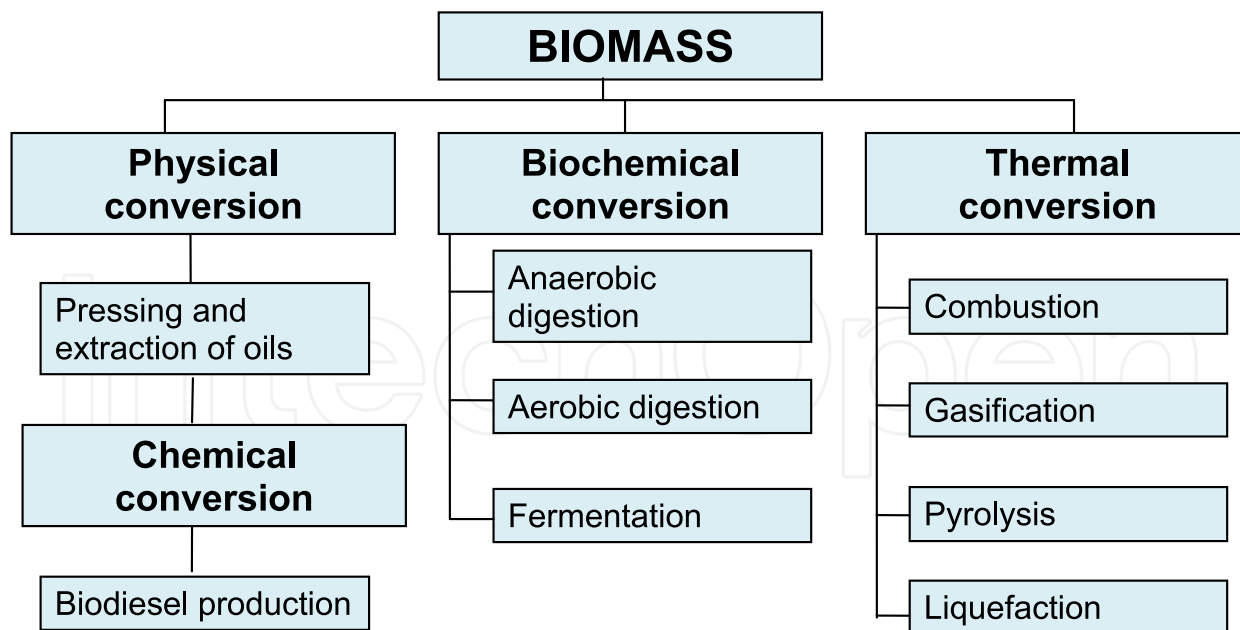 BIOMASS
Physical
conversion
Pressing and
extraction of oils
Chemical
conversion
Biodiesel production
Biochemical
conversion
Anaerobic
digestion
Aerobic digestion
Fermentation
Thermal
conversion
Combustion
Gasification
Pyrolysis
Liquefaction
IntechOpen